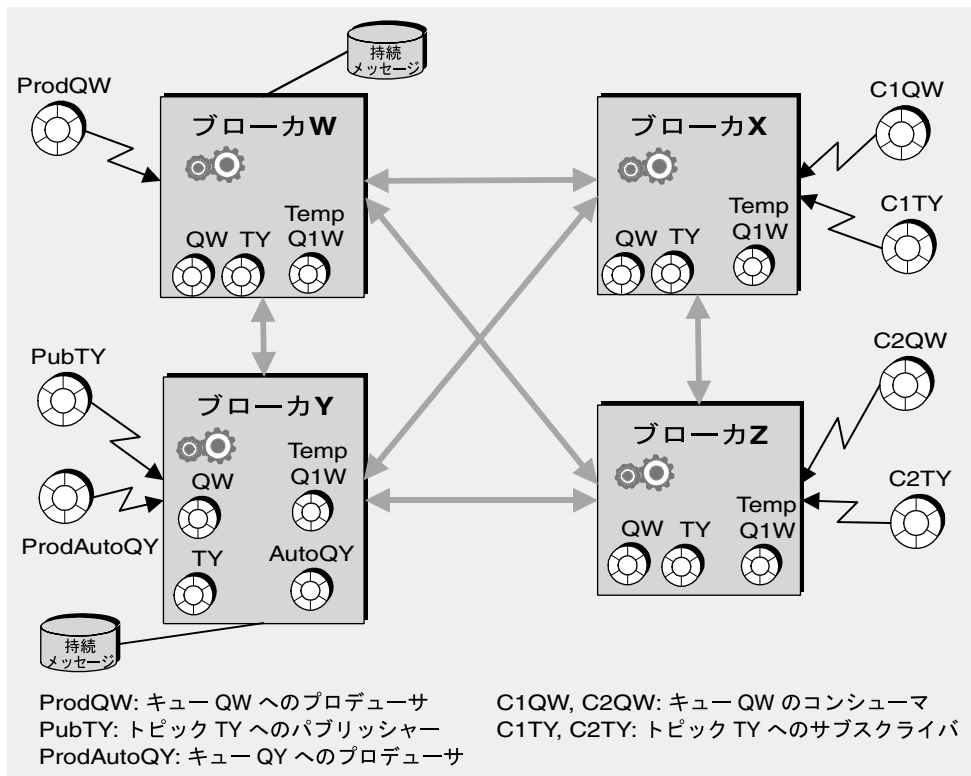 持続
メッセージ
ProdQW
ブローカW
QW TY
Temp
Q1W
ブローカX
QW TY
Temp
Q1W
C1QW
C1TY
PubTY
ProdAutoQY
ブローカY
QW
Temp
Q1W
TY
AutoQY
持続
メッセージ
ブローカZ
QW TY
Temp
Q1W
C2QW
C2TY
ProdQW: キュー QW へのプロデューサ
PubTY: トピック TY へのパブリッシャー
ProdAutoQY: キュー QY へのプロデューサ
C1QW, C2QW: キュー QW のコンシューマ
C1TY, C2TY: トピック TY へのサブスクライバ